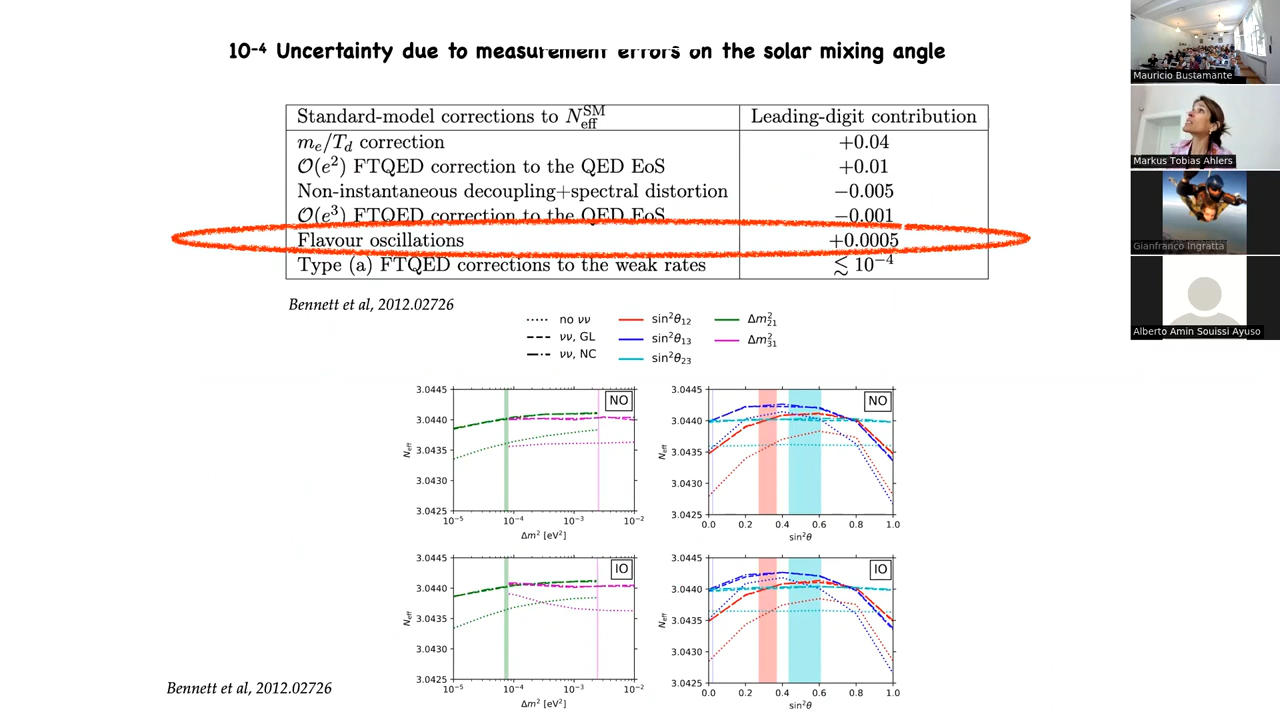 10⁻⁴ Uncertainty due to measurement errors on the solar mixing angle
Standard-model corrections to N_eff^SM Leading-digit contribution
m_e/T_d correction +0.04
O(e²) FTQED correction to the QED EoS +0.01
Non-instantaneous decoupling+spectral distortion −0.005
O(e³) FTQED correction to the QED EoS −0.001
Flavour oscillations +0.0005
Type (a) FTQED corrections to the weak rates ≲ 10⁻⁴
Bennett et al, 2012.02726
no νν sin²θ₁₂ Δm²₂₁
νν, GL sin²θ₁₃ Δm²₃₁
νν, NC sin²θ₂₃
3.0445
3.0440
3.0435
3.0430
3.0425
N_eff
NO
10⁻⁵ 10⁻⁴ 10⁻³ 10⁻²
Δm² [eV²]
3.0445
3.0440
3.0435
3.0430
3.0425
N_eff
NO
0.0 0.2 0.4 0.6 0.8 1.0
sin²θ
3.0445
3.0440
3.0435
3.0430
3.0425
N_eff
IO
10⁻⁵ 10⁻⁴ 10⁻³ 10⁻²
Δm² [eV²]
3.0445
3.0440
3.0435
3.0430
3.0425
N_eff
IO
0.0 0.2 0.4 0.6 0.8 1.0
sin²θ
Bennett et al, 2012.02726
Mauricio Bustamante
Markus Tobias Ahlers
Gianfranco Ingratta
Alberto Amin Souissi Ayuso